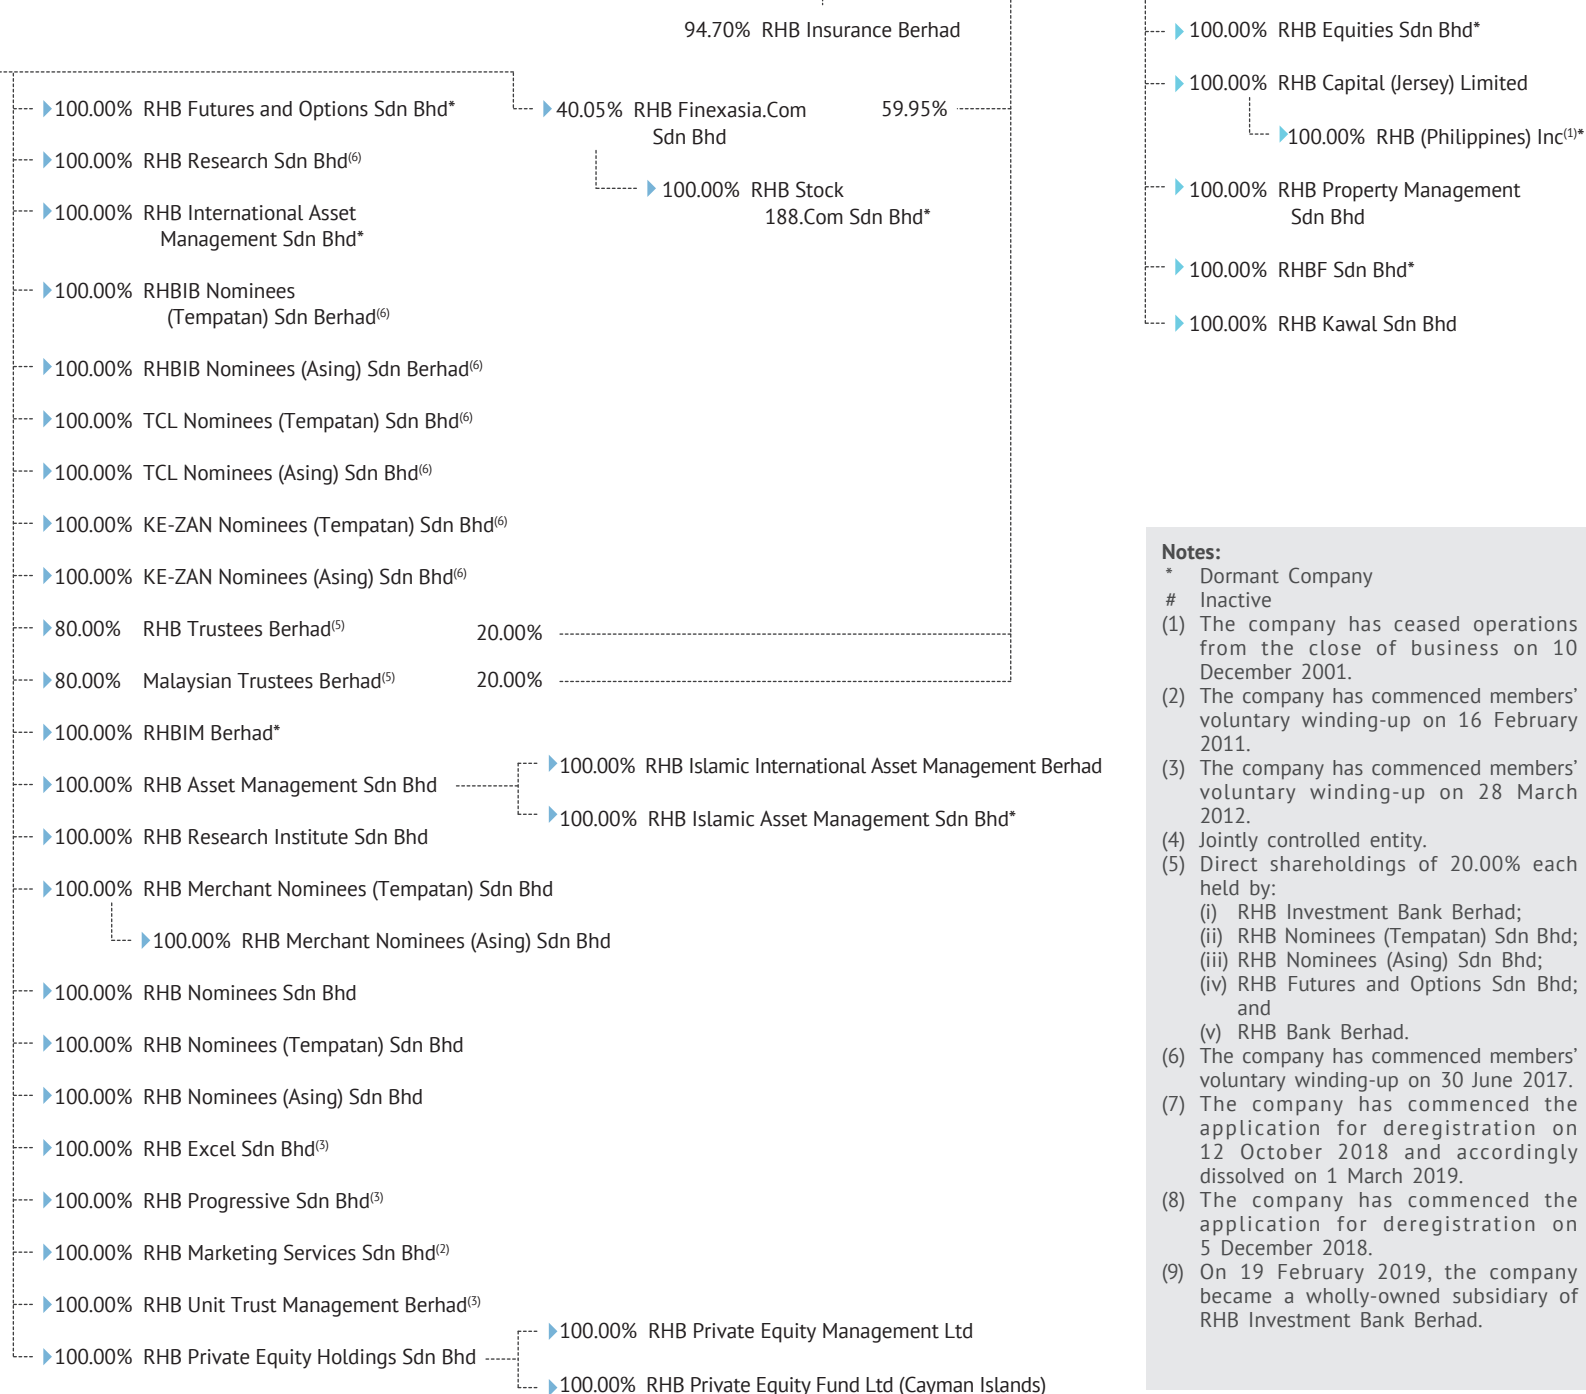 94.70% RHB Insurance Berhad
100.00% RHB Futures and Options Sdn Bhd*
100.00% RHB Research Sdn Bhd(6)
100.00% RHB International Asset
Management Sdn Bhd*
100.00% RHBIB Nominees
(Tempatan) Sdn Berhad(6)
100.00% RHBIB Nominees (Asing) Sdn Berhad(6)
100.00% TCL Nominees (Tempatan) Sdn Bhd(6)
100.00% TCL Nominees (Asing) Sdn Bhd(6)
100.00% KE-ZAN Nominees (Tempatan) Sdn Bhd(6)
100.00% KE-ZAN Nominees (Asing) Sdn Bhd(6)
80.00% RHB Trustees Berhad(5) 20.00%
80.00% Malaysian Trustees Berhad(5) 20.00%
100.00% RHBIM Berhad*
100.00% RHB Asset Management Sdn Bhd
100.00% RHB Islamic International Asset Management Berhad
100.00% RHB Islamic Asset Management Sdn Bhd*
100.00% RHB Research Institute Sdn Bhd
100.00% RHB Merchant Nominees (Tempatan) Sdn Bhd
100.00% RHB Merchant Nominees (Asing) Sdn Bhd
100.00% RHB Nominees Sdn Bhd
100.00% RHB Nominees (Tempatan) Sdn Bhd
100.00% RHB Nominees (Asing) Sdn Bhd
100.00% RHB Excel Sdn Bhd(3)
100.00% RHB Progressive Sdn Bhd(3)
100.00% RHB Marketing Services Sdn Bhd(2)
100.00% RHB Unit Trust Management Berhad(3)
100.00% RHB Private Equity Holdings Sdn Bhd
100.00% RHB Private Equity Management Ltd
100.00% RHB Private Equity Fund Ltd (Cayman Islands)
40.05% RHB Finexasia.Com 59.95%
Sdn Bhd
100.00% RHB Stock
188.Com Sdn Bhd*
100.00% RHB Equities Sdn Bhd*
100.00% RHB Capital (Jersey) Limited
100.00% RHB (Philippines) Inc(1)*
100.00% RHB Property Management
Sdn Bhd
100.00% RHBF Sdn Bhd*
100.00% RHB Kawal Sdn Bhd
Notes:
* Dormant Company
# Inactive
(1) The company has ceased operations
from the close of business on 10
December 2001.
(2) The company has commenced members’
voluntary winding-up on 16 February
2011.
(3) The company has commenced members’
voluntary winding-up on 28 March
2012.
(4) Jointly controlled entity.
(5) Direct shareholdings of 20.00% each
held by:
(i) RHB Investment Bank Berhad;
(ii) RHB Nominees (Tempatan) Sdn Bhd;
(iii) RHB Nominees (Asing) Sdn Bhd;
(iv) RHB Futures and Options Sdn Bhd;
and
(v) RHB Bank Berhad.
(6) The company has commenced members’
voluntary winding-up on 30 June 2017.
(7) The company has commenced the
application for deregistration on
12 October 2018 and accordingly
dissolved on 1 March 2019.
(8) The company has commenced the
application for deregistration on
5 December 2018.
(9) On 19 February 2019, the company
became a wholly-owned subsidiary of
RHB Investment Bank Berhad.